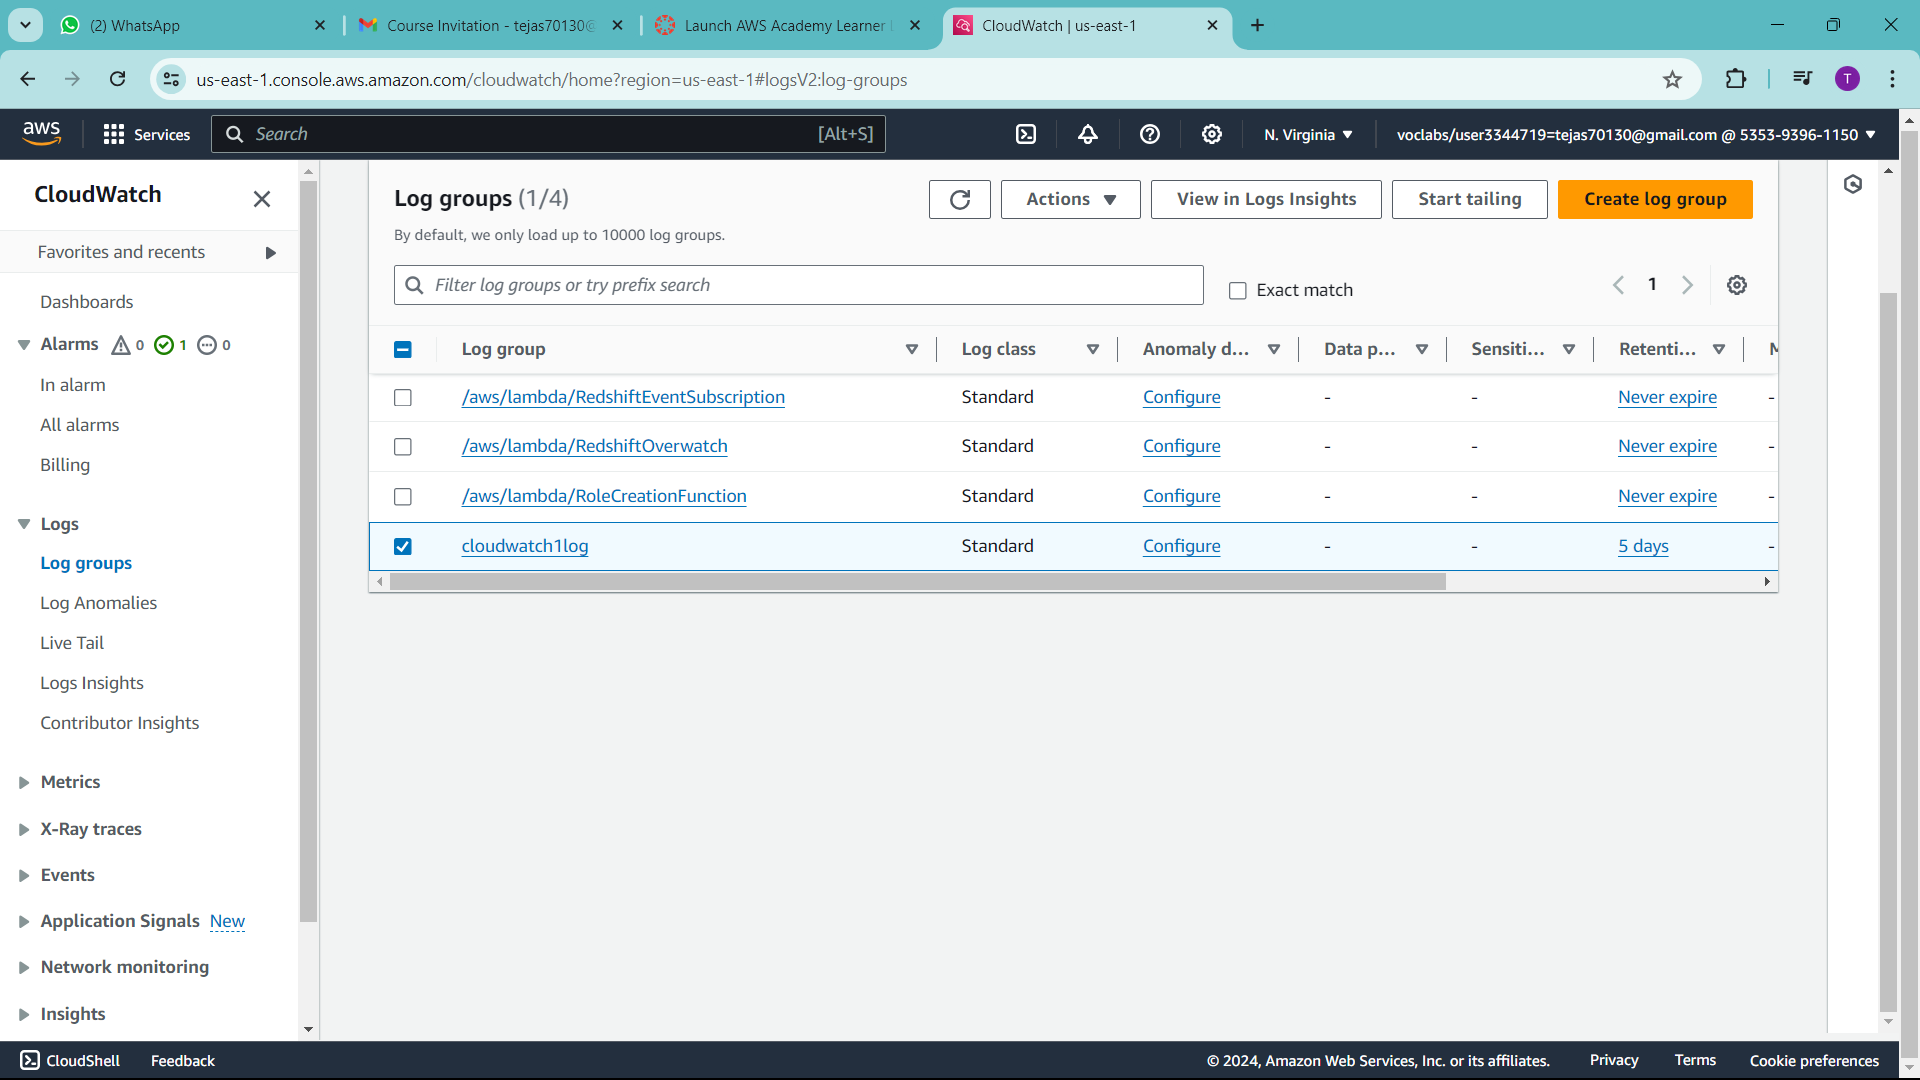 (2) WhatsApp
Course Invitation - tejas70130@
Launch AWS Academy Learner L
CloudWatch | us-east-1
us-east-1.console.aws.amazon.com/cloudwatch/home?region=us-east-1#logsV2:log-groups
T
aws
Services
Search
[Alt+S]
N. Virginia
voclabs/user3344719=tejas70130@gmail.com @ 5353-9396-1150
CloudWatch
Favorites and recents
Dashboards
Alarms 0 1 0
In alarm
All alarms
Billing
Logs
Log groups
Log Anomalies
Live Tail
Logs Insights
Contributor Insights
Metrics
X-Ray traces
Events
Application Signals New
Network monitoring
Insights
Log groups (1/4)
Actions
View in Logs Insights
Start tailing
Create log group
By default, we only load up to 10000 log groups.
Filter log groups or try prefix search
Exact match
1
Log group Log class Anomaly d... Data p... Sensiti... Retenti... M
/aws/lambda/RedshiftEventSubscription Standard Configure - - Never expire -
/aws/lambda/RedshiftOverwatch Standard Configure - - Never expire -
/aws/lambda/RoleCreationFunction Standard Configure - - Never expire -
cloudwatch1log Standard Configure - - 5 days -
CloudShell
Feedback
© 2024, Amazon Web Services, Inc. or its affiliates.
Privacy
Terms
Cookie preferences